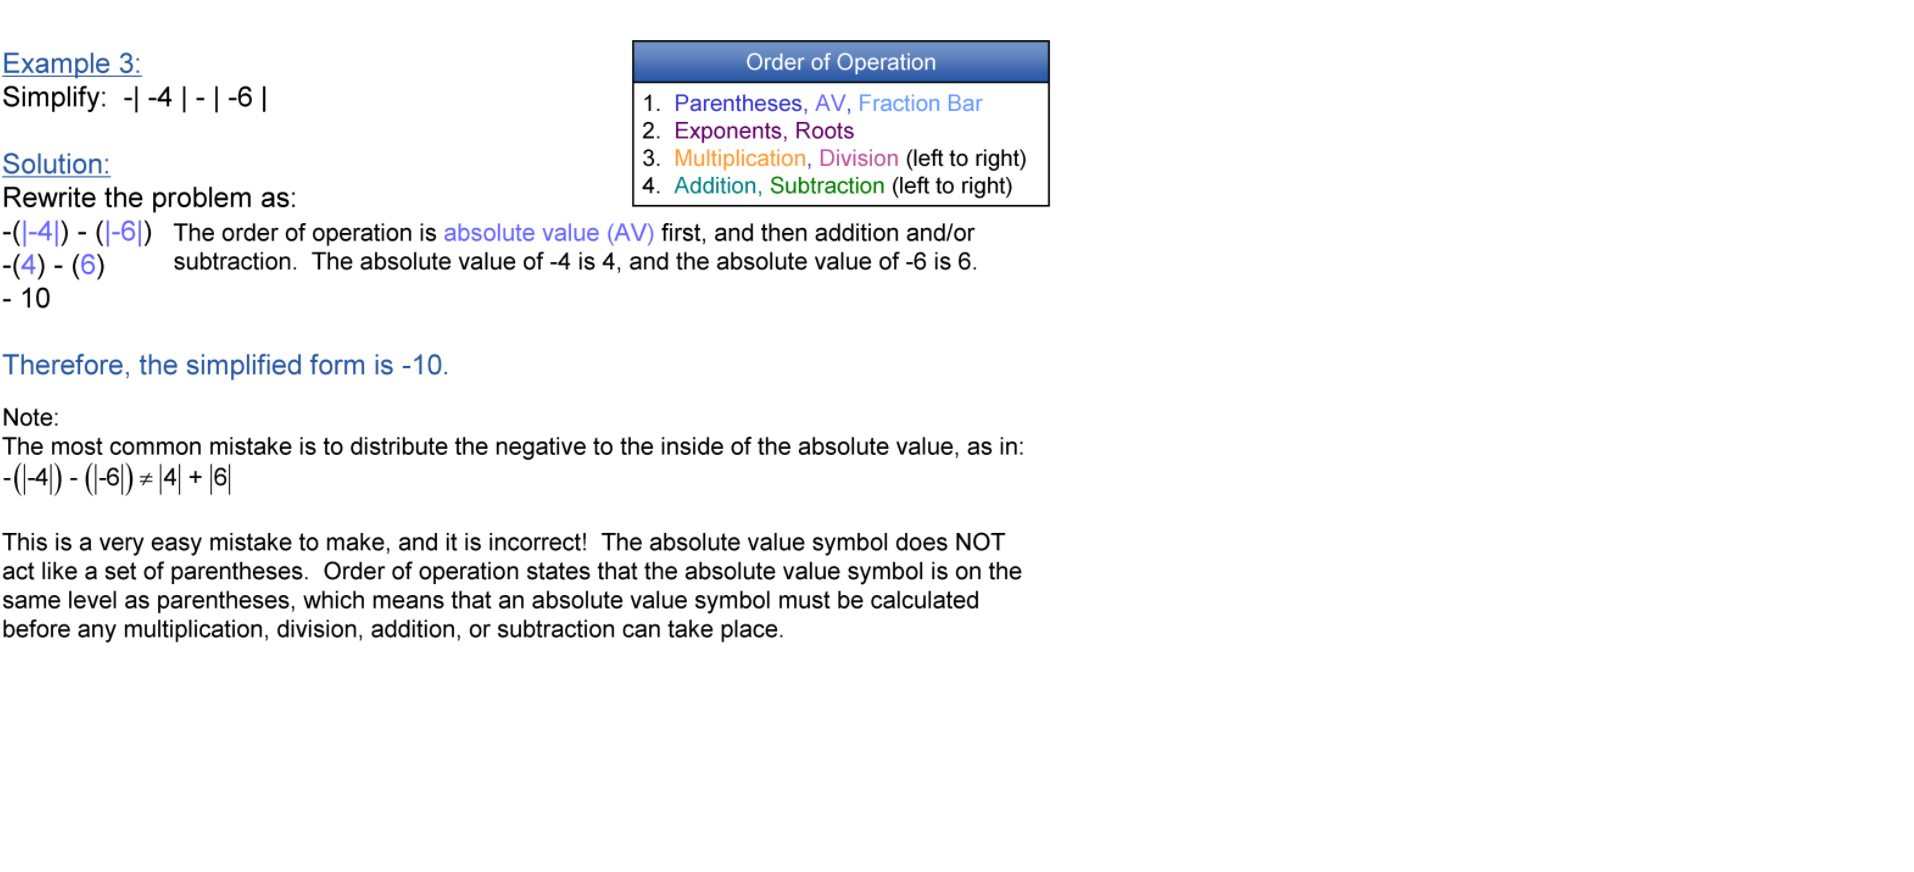 Example 3:
Simplify: -| -4 | - | -6 |
Order of Operation
1. Parentheses, AV, Fraction Bar
2. Exponents, Roots
3. Multiplication, Division (left to right)
4. Addition, Subtraction (left to right)
Solution:
Rewrite the problem as:
-(|-4|) - (|-6|) The order of operation is absolute value (AV) first, and then addition and/or
-(4) - (6) subtraction. The absolute value of -4 is 4, and the absolute value of -6 is 6.
- 10
Therefore, the simplified form is -10.
Note:
The most common mistake is to distribute the negative to the inside of the absolute value, as in:
-(|-4|) - (|-6|) ≠ |4| + |6|
This is a very easy mistake to make, and it is incorrect! The absolute value symbol does NOT
act like a set of parentheses. Order of operation states that the absolute value symbol is on the
same level as parentheses, which means that an absolute value symbol must be calculated
before any multiplication, division, addition, or subtraction can take place.